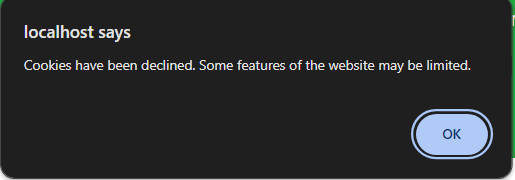 localhost says
Cookies have been declined. Some features of the website may be limited.
OK